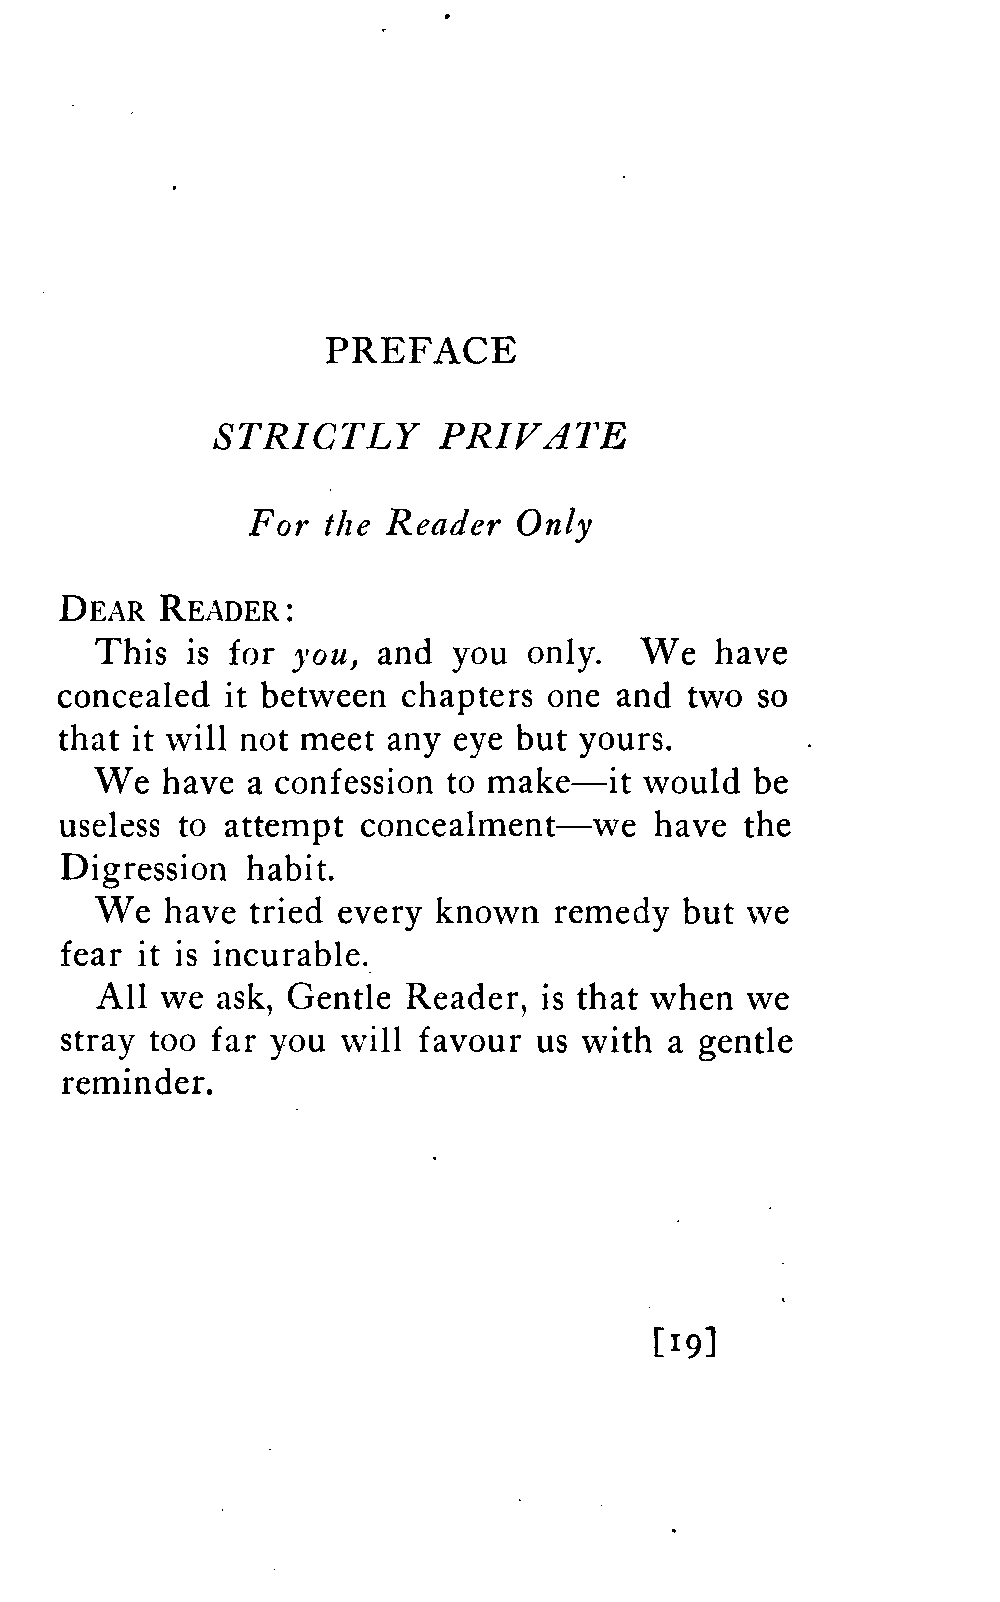 PREFACE
STRICTLY PRIVATE
For the Reader Only
DEAR READER:
This is for you, and you only. We have
concealed it between chapters one and two so
that it will not meet any eye but yours.
We have a confession to make—it would be
useless to attempt concealment—we have the
Digression habit.
We have tried every known remedy but we
fear it is incurable.
All we ask, Gentle Reader, is that when we
stray too far you will favour us with a gentle
reminder.
[19]